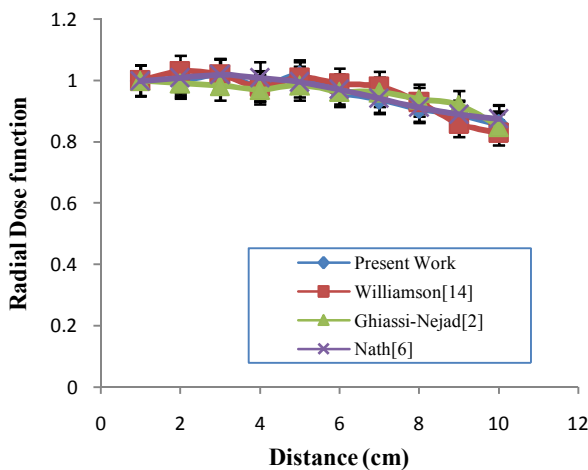 1.2
1
0.8
0.6
0.4
0.2
0
Radial Dose function
Present Work
Williamson[14]
Ghiassi-Nejad[2]
Nath[6]
0 2 4 6 8 10 12
Distance (cm)